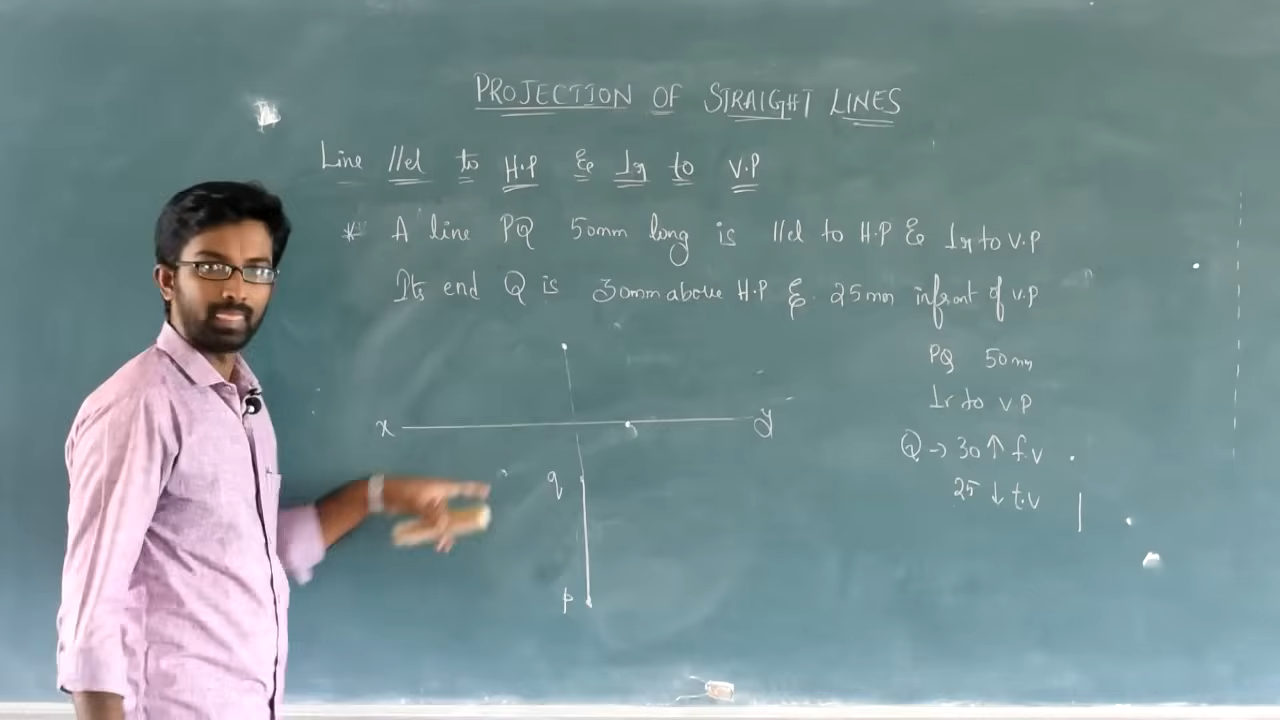 PROJECTION OF STRAIGHT LINES
Line //el to H.P & ⊥r to V.P
* A line PQ 50mm long is //el to H.P & ⊥r to V.P
Its end Q is 30mm above H.P & 25mm infront of V.P
PQ 50mm
⊥r to VP
Q → 30 ↑ f.v
25 ↓ t.v
x y
q
p